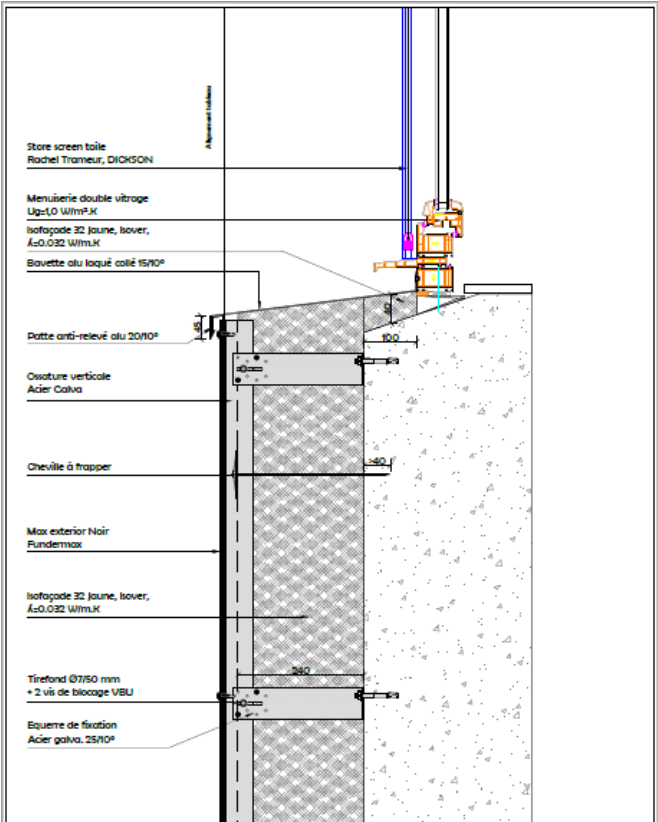 Alignement tableau
Store screen toile
Rachel Trameur, DICKSON
Menuiserie double vitrage
Ug=1,0 W/m².K
Isofaçade 32 jaune, Isover,
Λ=0.032 W/m.K
Bavette alu laqué collé 15/10°
45
40
Patte anti-relevé alu 20/10°
100
Ossature verticale
Acier Galva
Cheville à frapper
>40
Max exterior Noir
Fundermax
Isofaçade 32 jaune, Isover,
Λ=0.032 W/m.K
240
Tirefond Ø7/50 mm
+ 2 vis de blocage VBU
Equerre de fixation
Acier galva. 25/10°